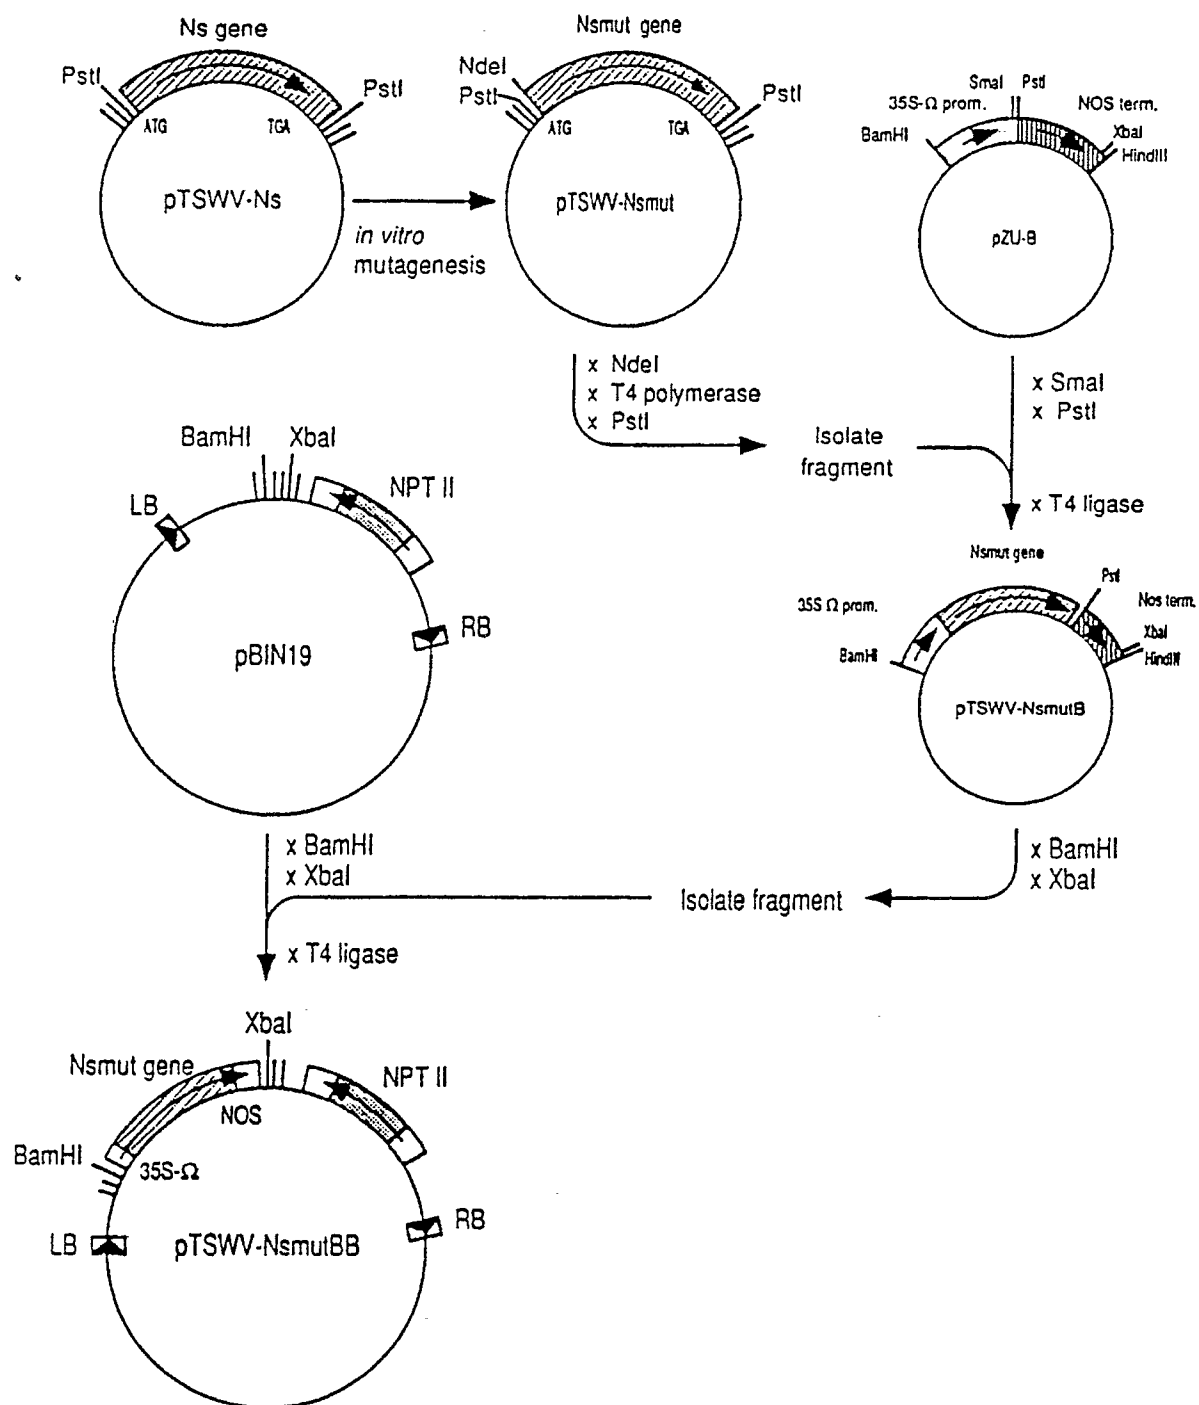 Ns gene
PstI
PstI
ATG
TGA
pTSWV-Ns
in vitro
mutagenesis
Nsmut gene
NdeI
PstI
PstI
ATG
TGA
pTSWV-Nsmut
SmaI
PstI
35S-Ω prom.
NOS term.
BamHI
XbaI
HindIII
pZU-B
x NdeI
x T4 polymerase
x PstI
Isolate
fragment
x SmaI
x PstI
x T4 ligase
BamHI
XbaI
NPT II
LB
RB
pBIN19
Nsmut gene
PstI
35S Ω prom.
Nos term.
XbaI
BamHI
HindIII
pTSWV-NsmutB
x BamHI
x XbaI
x BamHI
x XbaI
Isolate fragment
x T4 ligase
XbaI
Nsmut gene
NPT II
NOS
BamHI
35S-Ω
LB
RB
pTSWV-NsmutBB